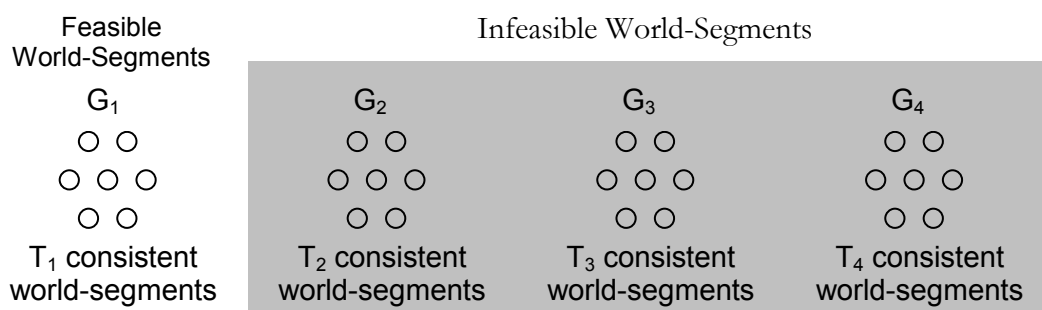 Feasible
World-Segments
Infeasible World-Segments
G₁ G₂ G₃ G₄
T₁ consistent
world-segments
T₂ consistent
world-segments
T₃ consistent
world-segments
T₄ consistent
world-segments